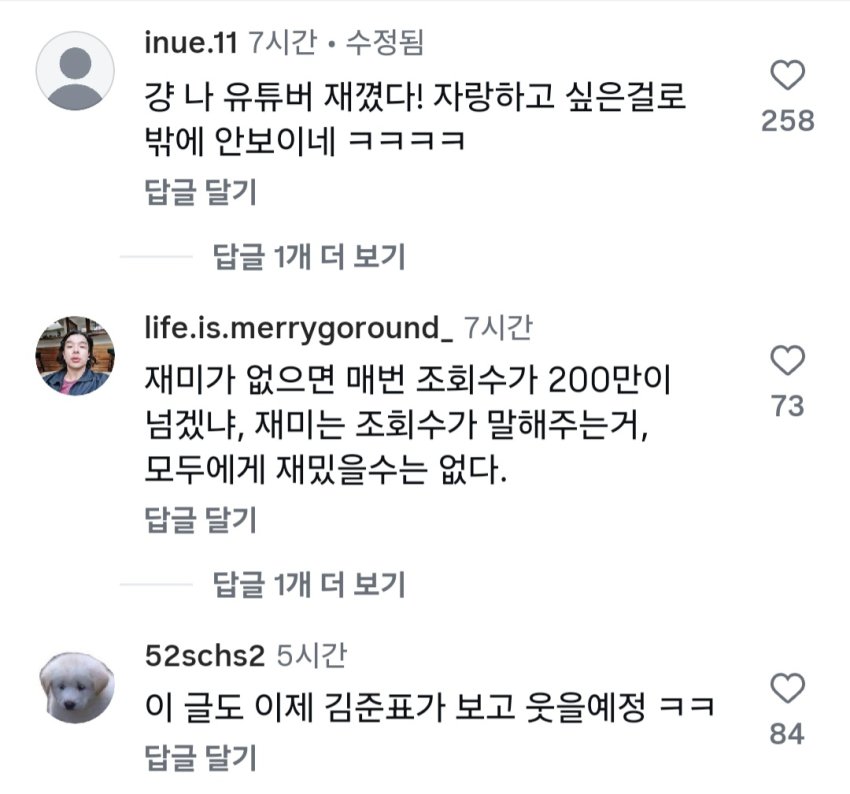 inue.11 7시간 • 수정됨
걍 나 유튜버 재꼈다! 자랑하고 싶은걸로
밖에 안보이네 ㅋㅋㅋㅋ
258
답글 달기
답글 1개 더 보기
life.is.merrygoround_ 7시간
재미가 없으면 매번 조회수가 200만이
넘겠냐, 재미는 조회수가 말해주는거,
모두에게 재밌을수는 없다.
73
답글 달기
답글 1개 더 보기
52schs2 5시간
이 글도 이제 김준표가 보고 웃을예정 ㅋㅋ
84
답글 달기